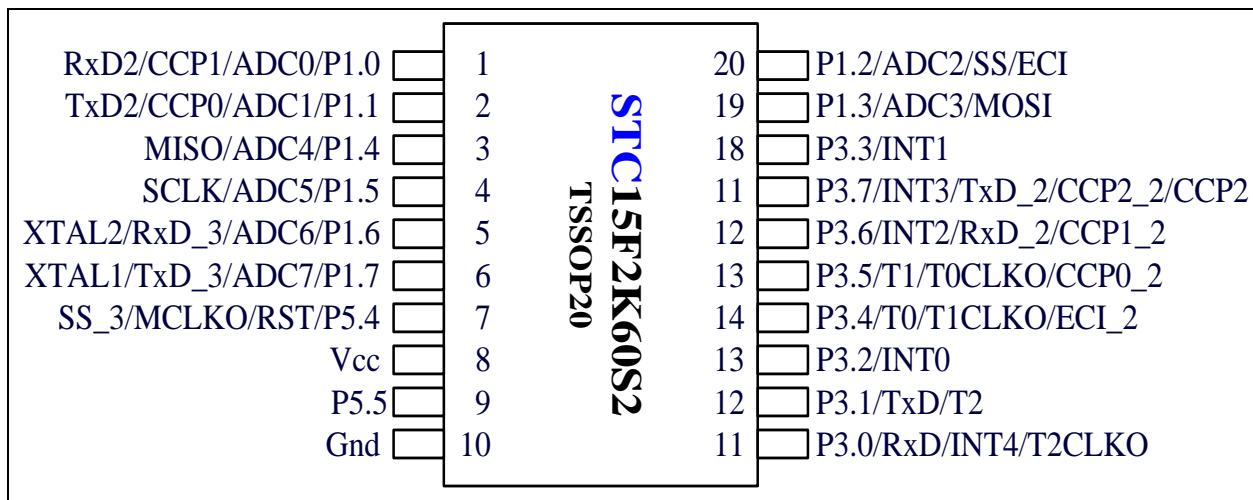 RxD2/CCP1/ADC0/P1.0 1 20 P1.2/ADC2/SS/ECI
TxD2/CCP0/ADC1/P1.1 2 19 P1.3/ADC3/MOSI
MISO/ADC4/P1.4 3 18 P3.3/INT1
SCLK/ADC5/P1.5 4 11 P3.7/INT3/TxD_2/CCP2_2/CCP2
XTAL2/RxD_3/ADC6/P1.6 5 12 P3.6/INT2/RxD_2/CCP1_2
XTAL1/TxD_3/ADC7/P1.7 6 13 P3.5/T1/T0CLKO/CCP0_2
SS_3/MCLKO/RST/P5.4 7 14 P3.4/T0/T1CLKO/ECI_2
Vcc 8 13 P3.2/INT0
P5.5 9 12 P3.1/TxD/T2
Gnd 10 11 P3.0/RxD/INT4/T2CLKO
STC15F2K60S2
TSSOP20